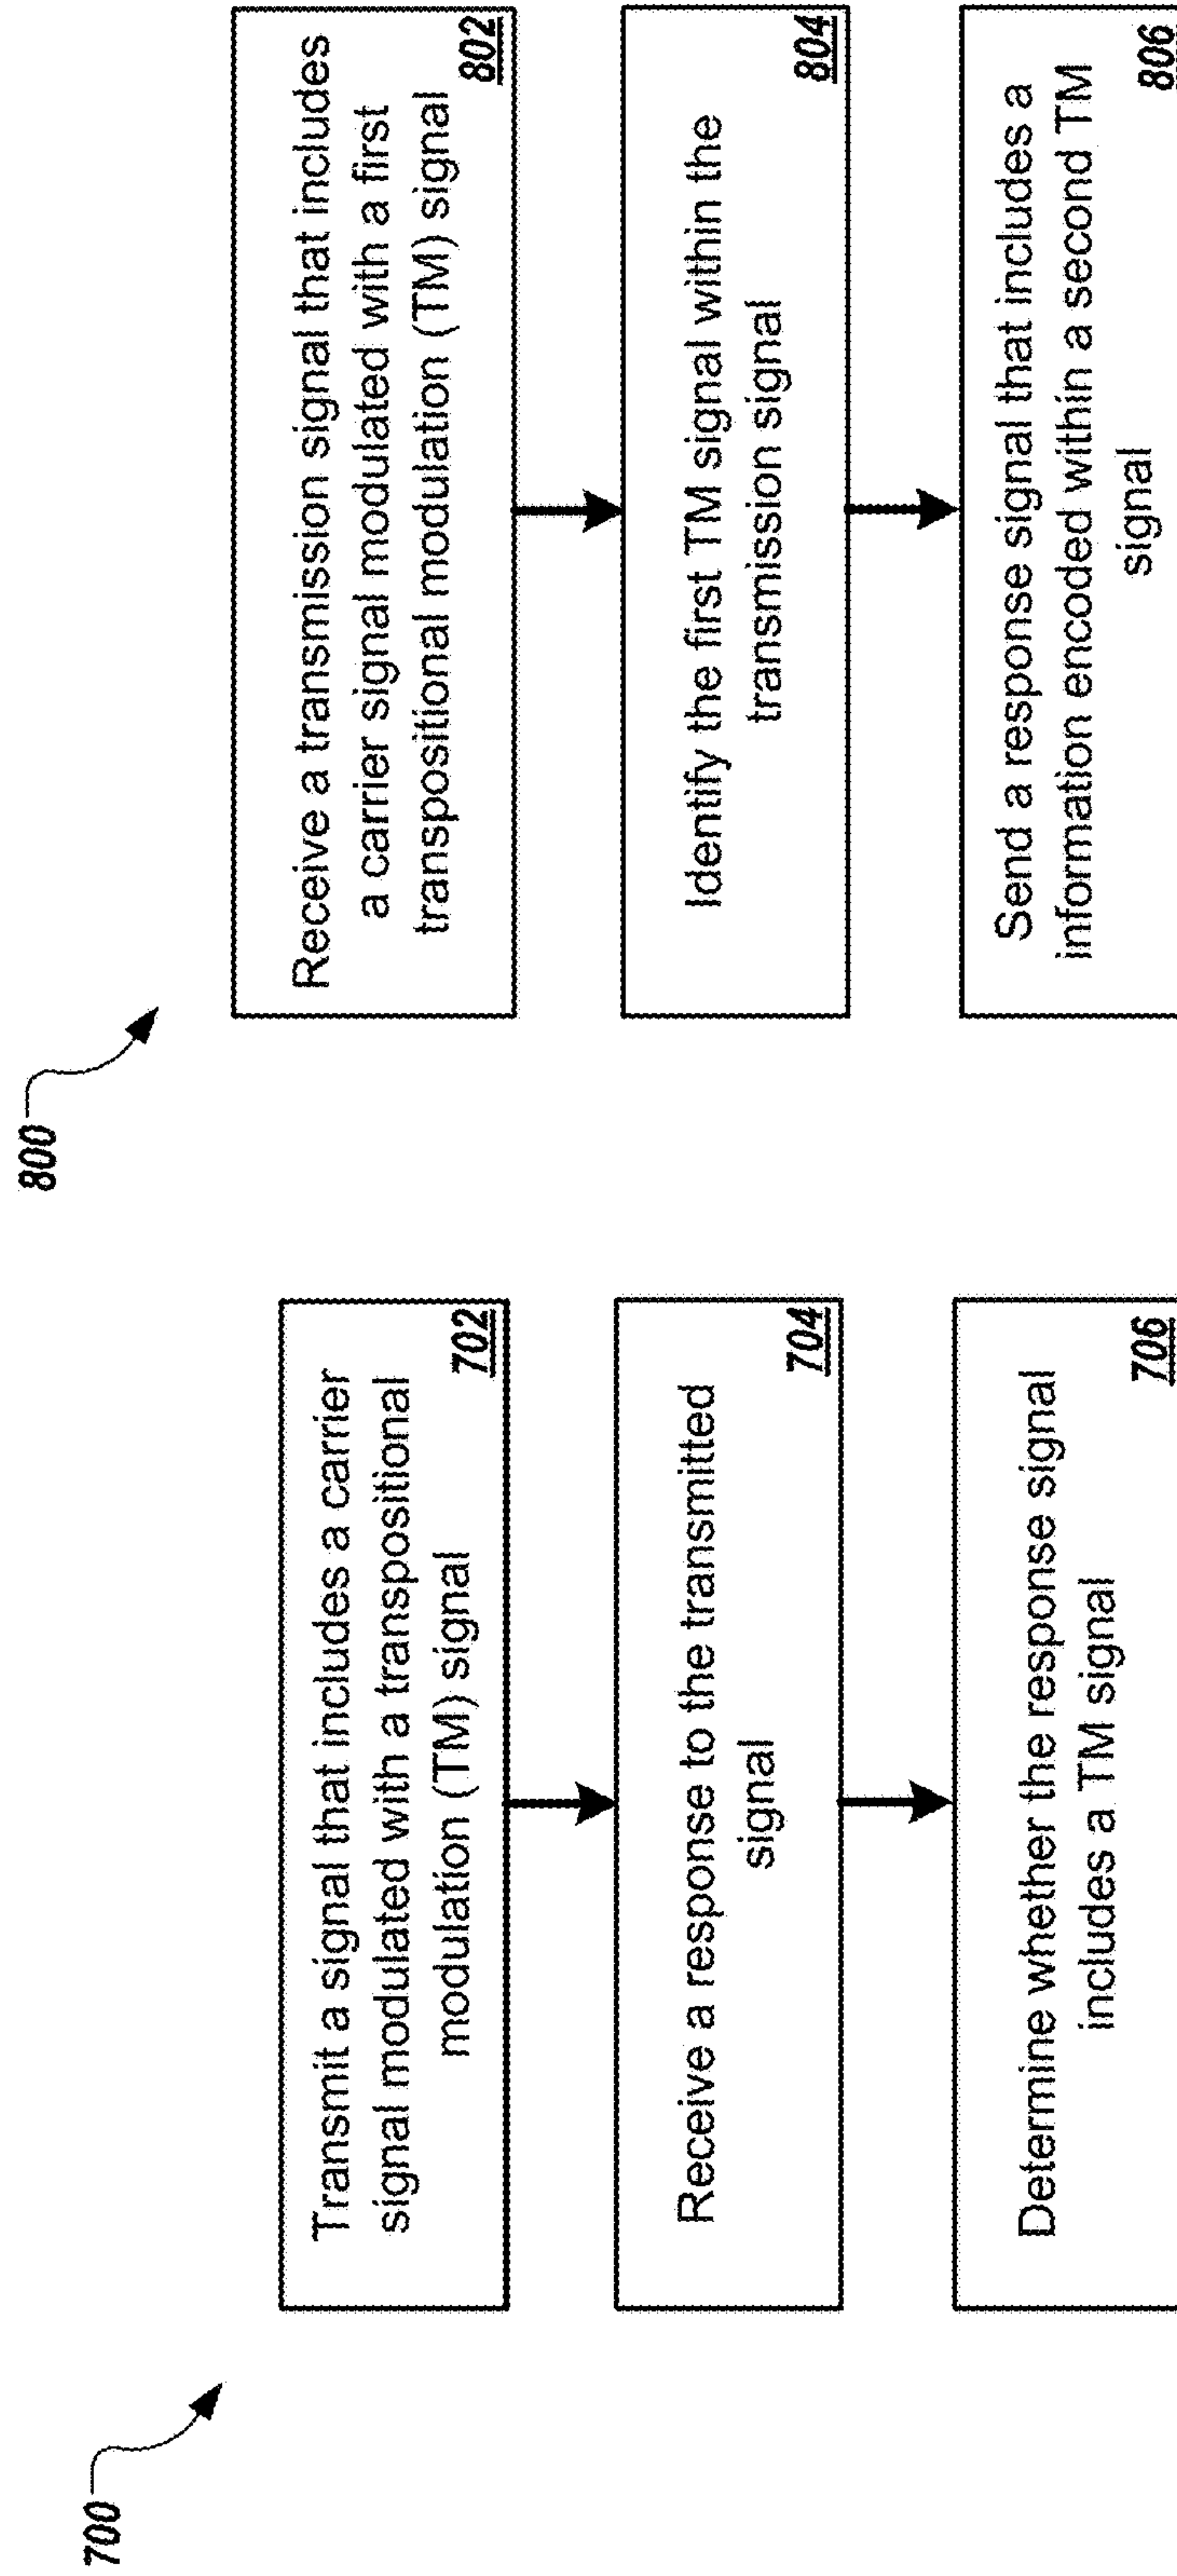 700
Transmit a signal that includes a carrier
signal modulated with a transpositional
modulation (TM) signal
702
Receive a response to the transmitted
signal
704
Determine whether the response signal
includes a TM signal
706
800
Receive a transmission signal that includes
a carrier signal modulated with a first
transpositional modulation (TM) signal
802
Identify the first TM signal within the
transmission signal
804
Send a response signal that includes a
information encoded within a second TM
signal
806